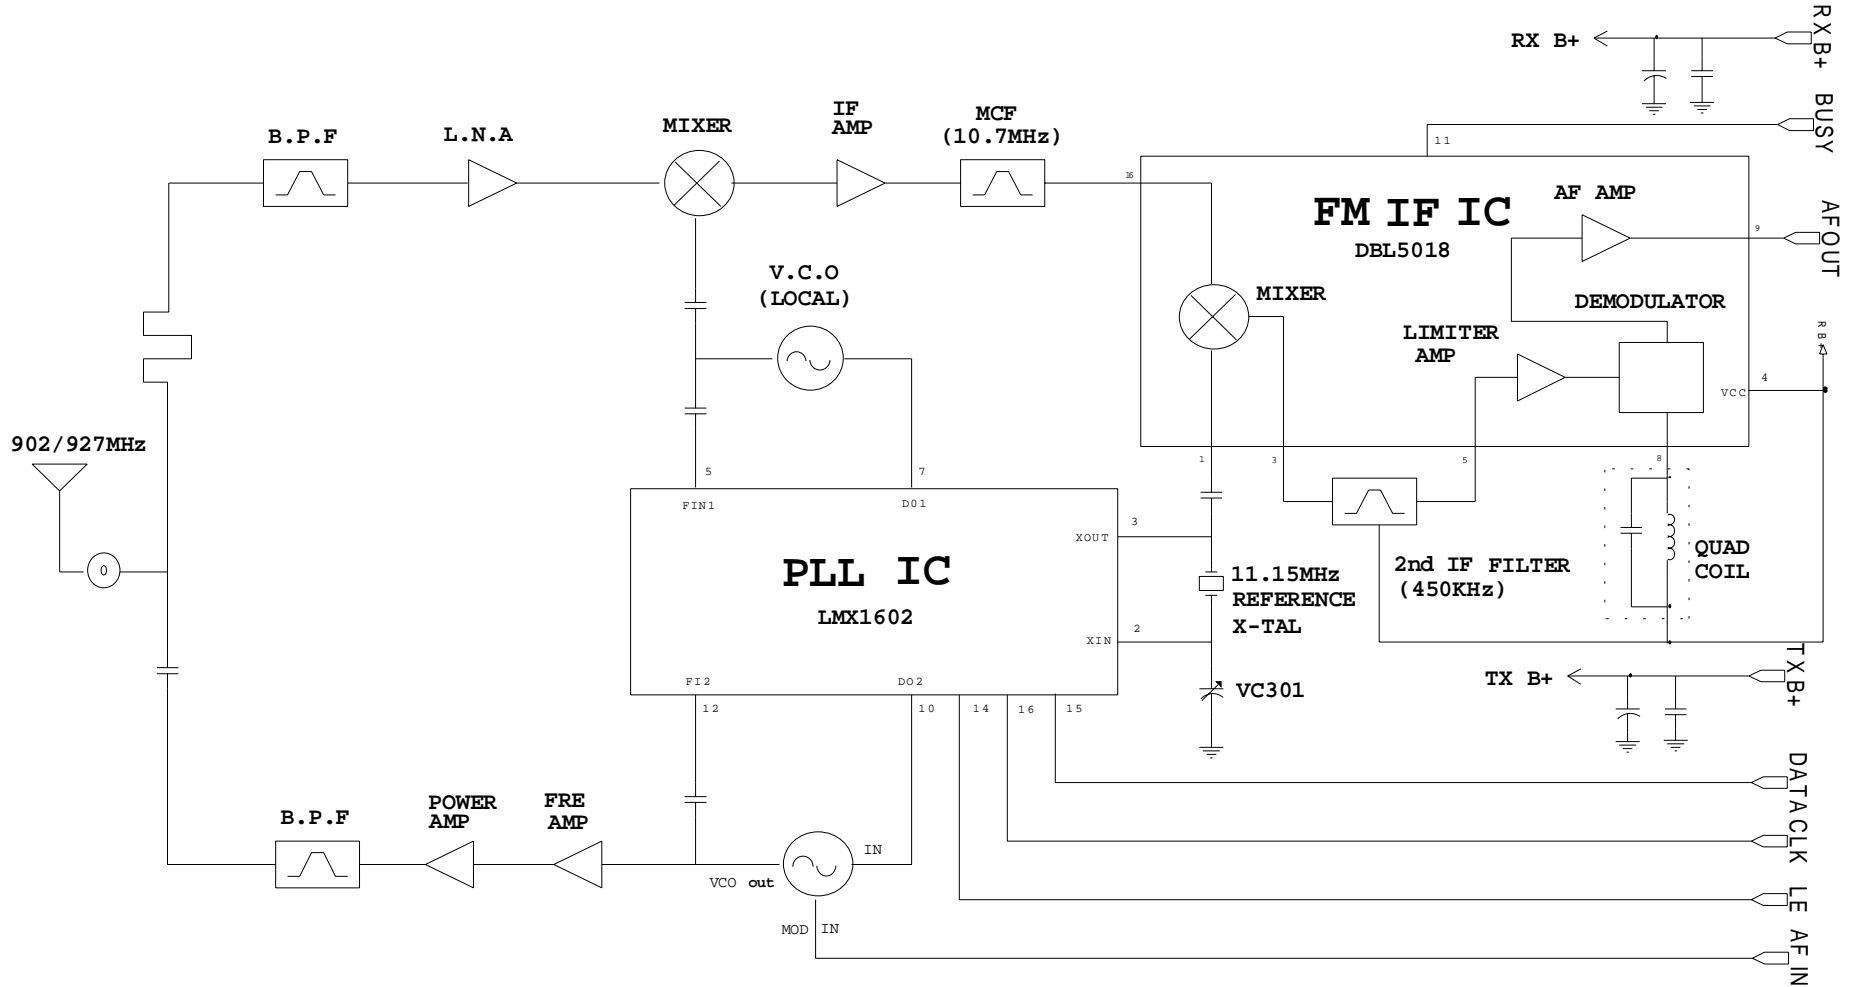 RX B+
RX B+
BUSY
11
B.P.F
L.N.A
MIXER
IF
AMP
MCF
(10.7MHz)
16
FM IF IC
DBL5018
AF AMP
9
AFOUT
V.C.O
(LOCAL)
MIXER
DEMODULATOR
LIMITER
AMP
R B+
VCC
4
902/927MHz
0
5
7
1
3
5
8
FIN1
D01
3
XOUT
PLL IC
LMX1602
11.15MHz
REFERENCE
X-TAL
2nd IF FILTER
(450KHz)
QUAD
COIL
2
XIN
FI2
DO2
VC301
TX B+
TX B+
12
10
14
16
15
DATA
CLK
LE
AF IN
B.P.F
POWER
AMP
FRE
AMP
IN
VCO out
MOD IN